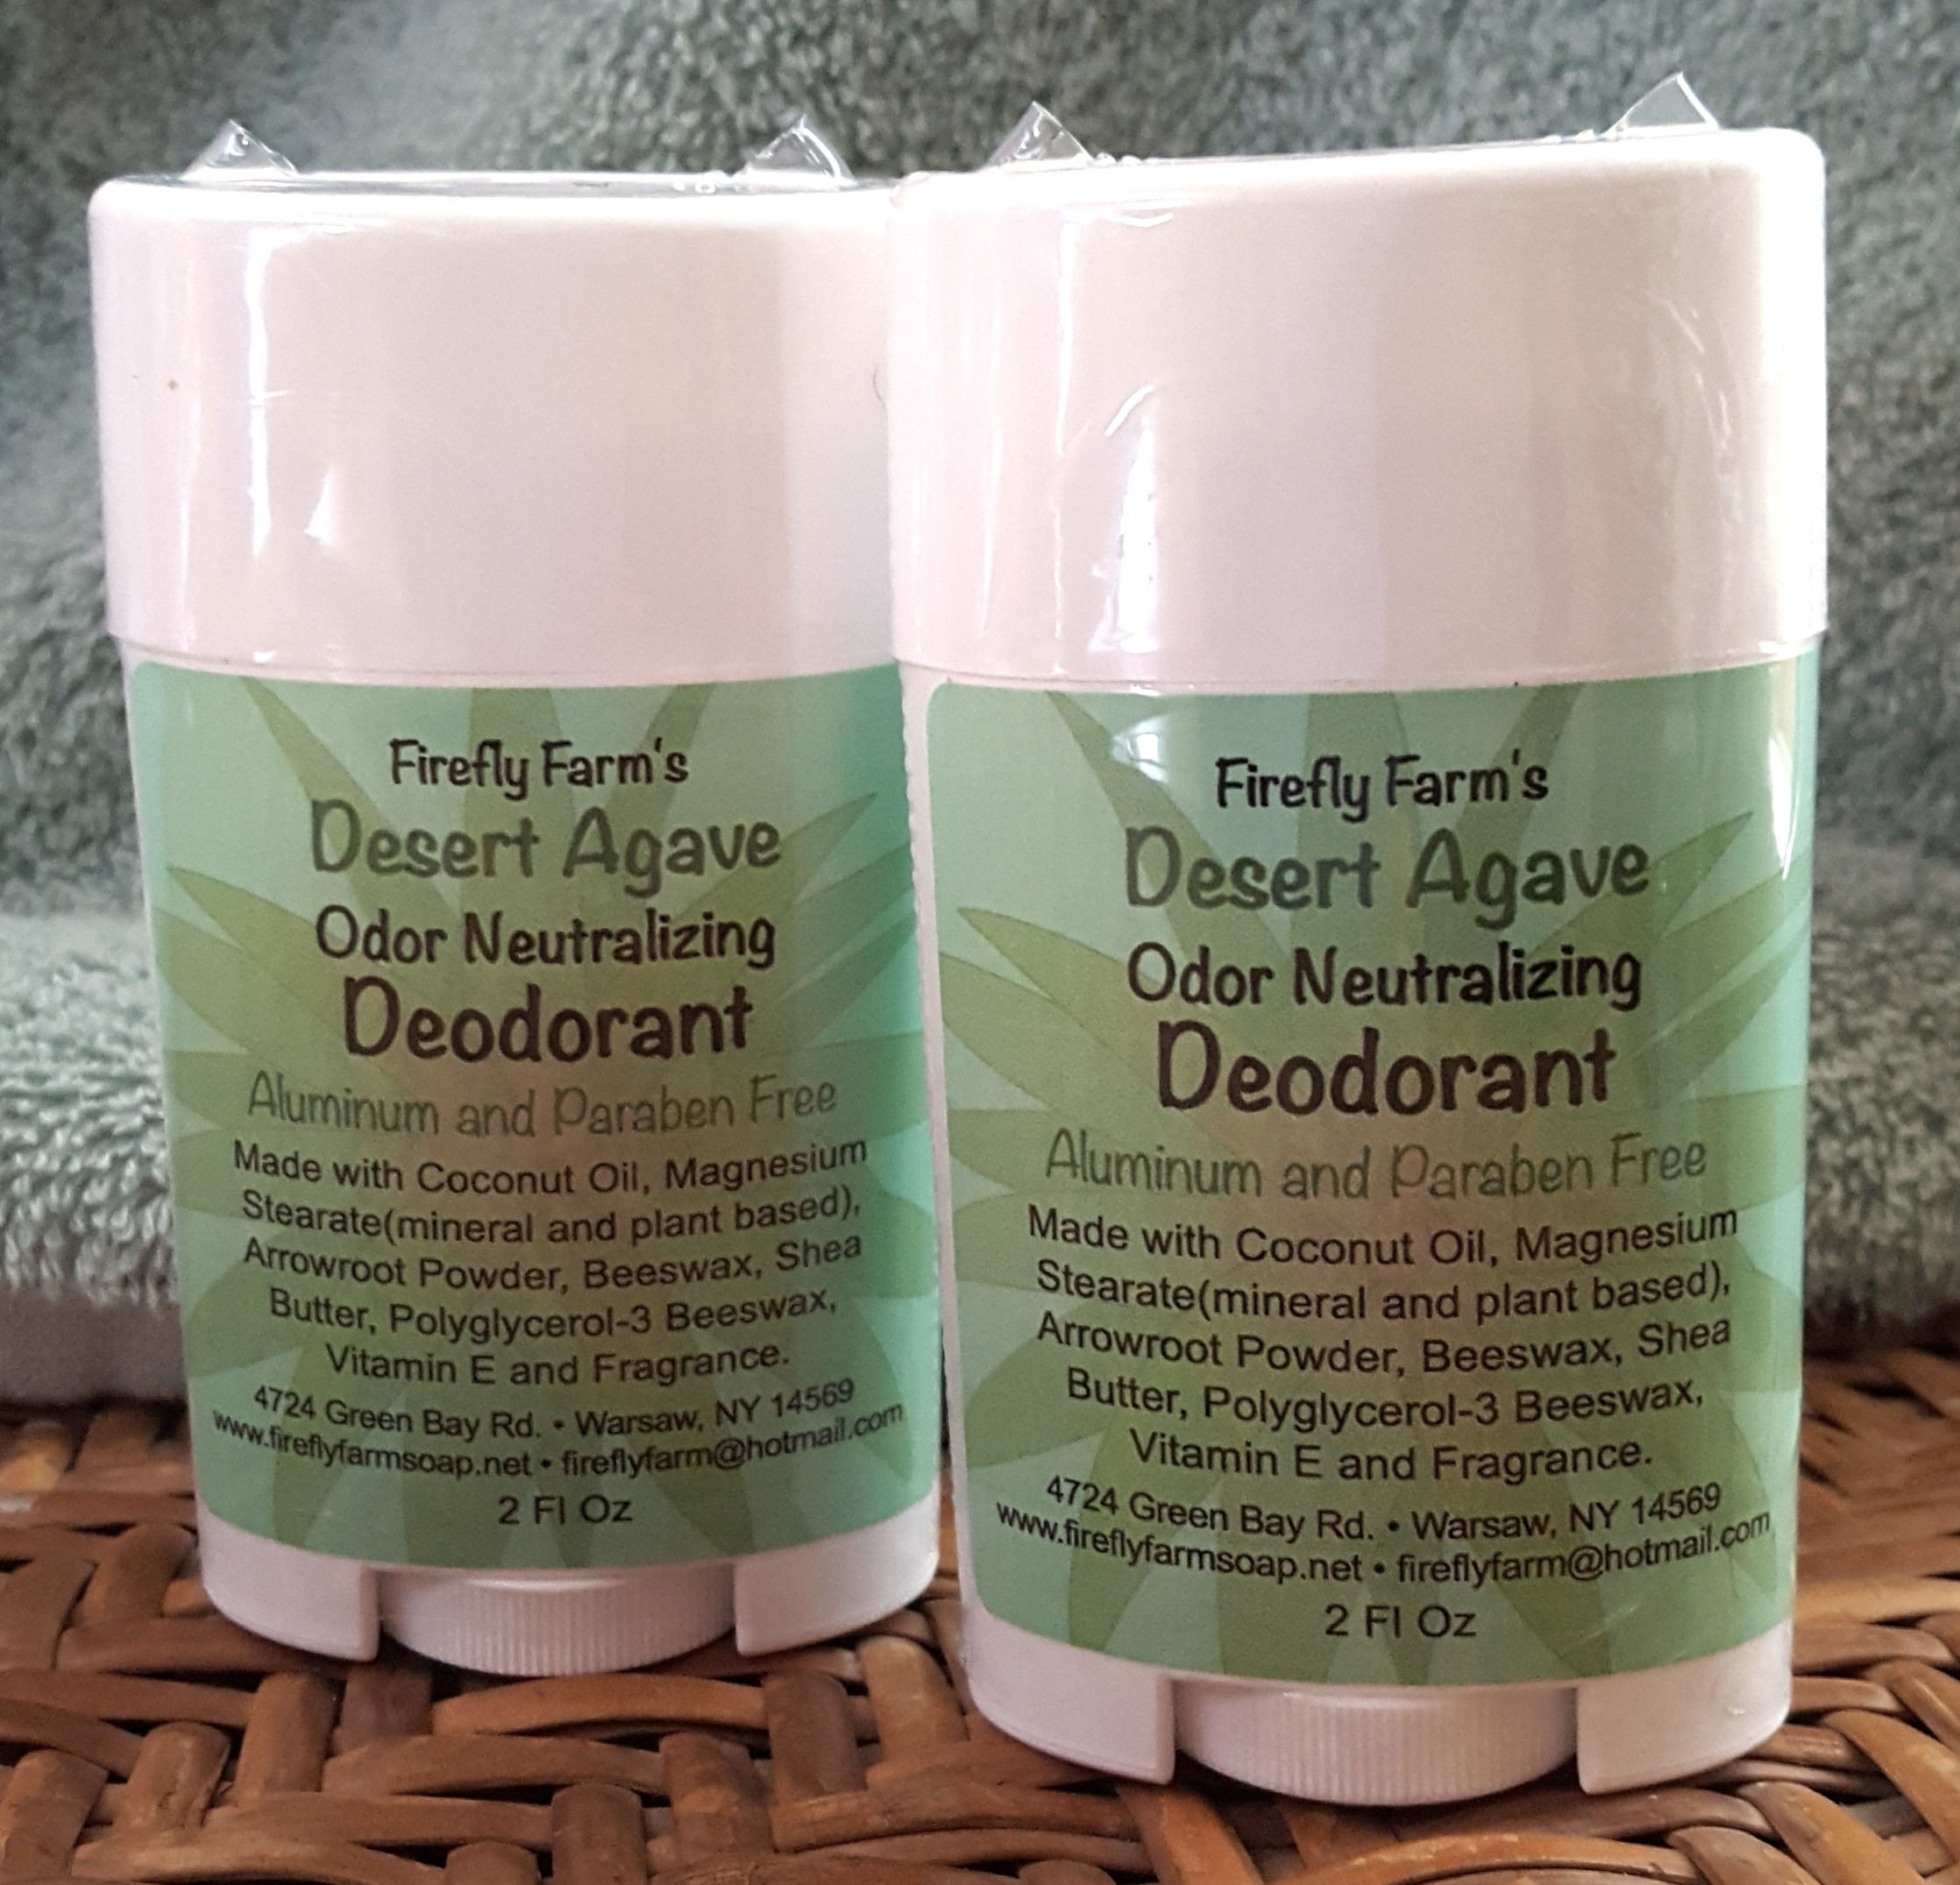 Firefly Farm's
Desert Agave
Odor Neutralizing
Deodorant
Aluminum and Paraben Free
Made with Coconut Oil, Magnesium
Stearate(mineral and plant based),
Arrowroot Powder, Beeswax, Shea
Butter, Polyglycerol-3 Beeswax,
Vitamin E and Fragrance.
4724 Green Bay Rd. • Warsaw, NY 14569
www.fireflyfarmsoap.net • fireflyfarm@hotmail.com
2 Fl Oz
Firefly Farm's
Desert Agave
Odor Neutralizing
Deodorant
Aluminum and Paraben Free
Made with Coconut Oil, Magnesium
Stearate(mineral and plant based),
Arrowroot Powder, Beeswax, Shea
Butter, Polyglycerol-3 Beeswax,
Vitamin E and Fragrance.
4724 Green Bay Rd. • Warsaw, NY 14569
www.fireflyfarmsoap.net • fireflyfarm@hotmail.com
2 Fl Oz